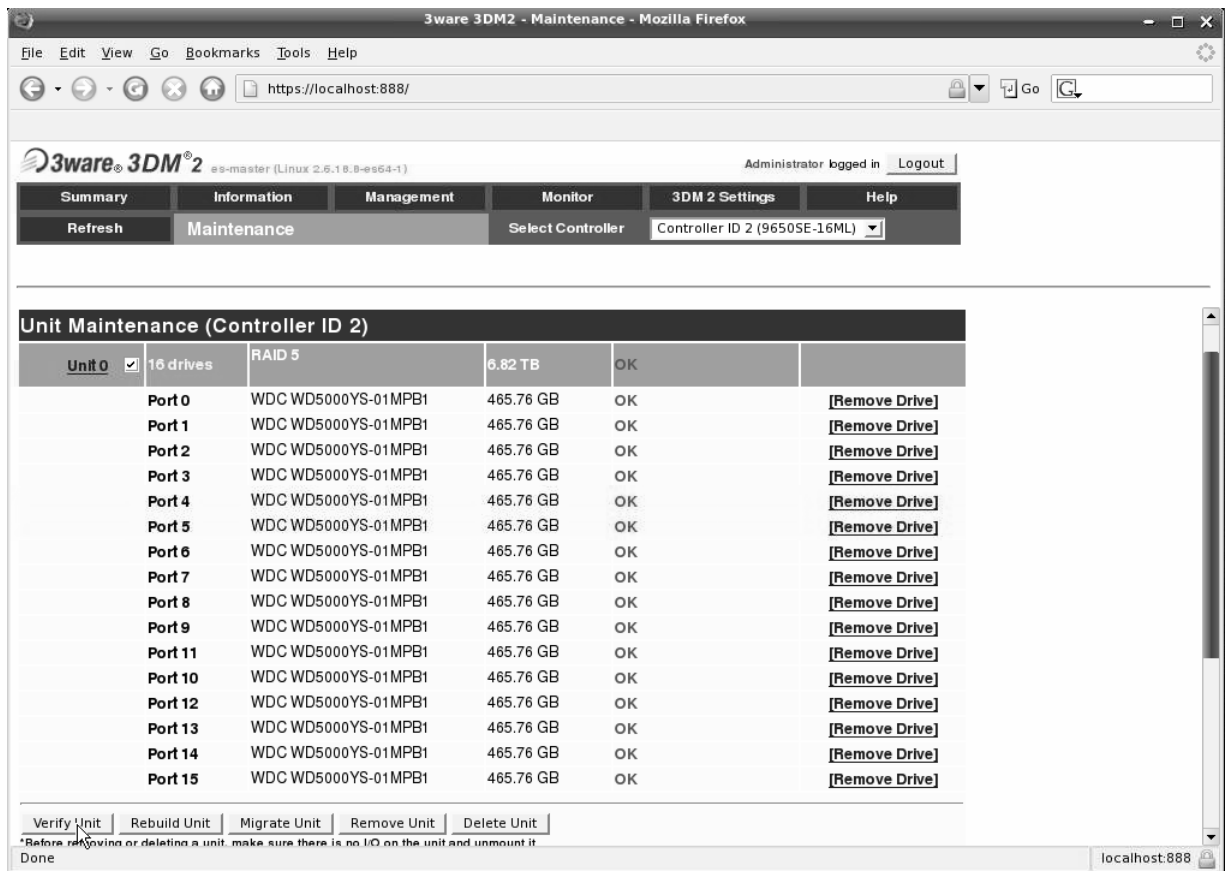 3ware 3DM2 - Maintenance - Mozilla Firefox
File Edit View Go Bookmarks Tools Help
https://localhost:888/ Go G
3ware® 3DM®2 es-master (Linux 2.6.18.8-es64-1) Administrator logged in Logout
Summary Information Management Monitor 3DM 2 Settings Help
Refresh Maintenance Select Controller Controller ID 2 (9650SE-16ML)
Unit Maintenance (Controller ID 2)
Unit 0 16 drives RAID 5 6.82 TB OK
Port 0 WDC WD5000YS-01MPB1 465.76 GB OK [Remove Drive]
Port 1 WDC WD5000YS-01MPB1 465.76 GB OK [Remove Drive]
Port 2 WDC WD5000YS-01MPB1 465.76 GB OK [Remove Drive]
Port 3 WDC WD5000YS-01MPB1 465.76 GB OK [Remove Drive]
Port 4 WDC WD5000YS-01MPB1 465.76 GB OK [Remove Drive]
Port 5 WDC WD5000YS-01MPB1 465.76 GB OK [Remove Drive]
Port 6 WDC WD5000YS-01MPB1 465.76 GB OK [Remove Drive]
Port 7 WDC WD5000YS-01MPB1 465.76 GB OK [Remove Drive]
Port 8 WDC WD5000YS-01MPB1 465.76 GB OK [Remove Drive]
Port 9 WDC WD5000YS-01MPB1 465.76 GB OK [Remove Drive]
Port 11 WDC WD5000YS-01MPB1 465.76 GB OK [Remove Drive]
Port 10 WDC WD5000YS-01MPB1 465.76 GB OK [Remove Drive]
Port 12 WDC WD5000YS-01MPB1 465.76 GB OK [Remove Drive]
Port 13 WDC WD5000YS-01MPB1 465.76 GB OK [Remove Drive]
Port 14 WDC WD5000YS-01MPB1 465.76 GB OK [Remove Drive]
Port 15 WDC WD5000YS-01MPB1 465.76 GB OK [Remove Drive]
Verify Unit Rebuild Unit Migrate Unit Remove Unit Delete Unit
*Before removing or deleting a unit, make sure there is no I/O on the unit and unmount it
Done localhost:888